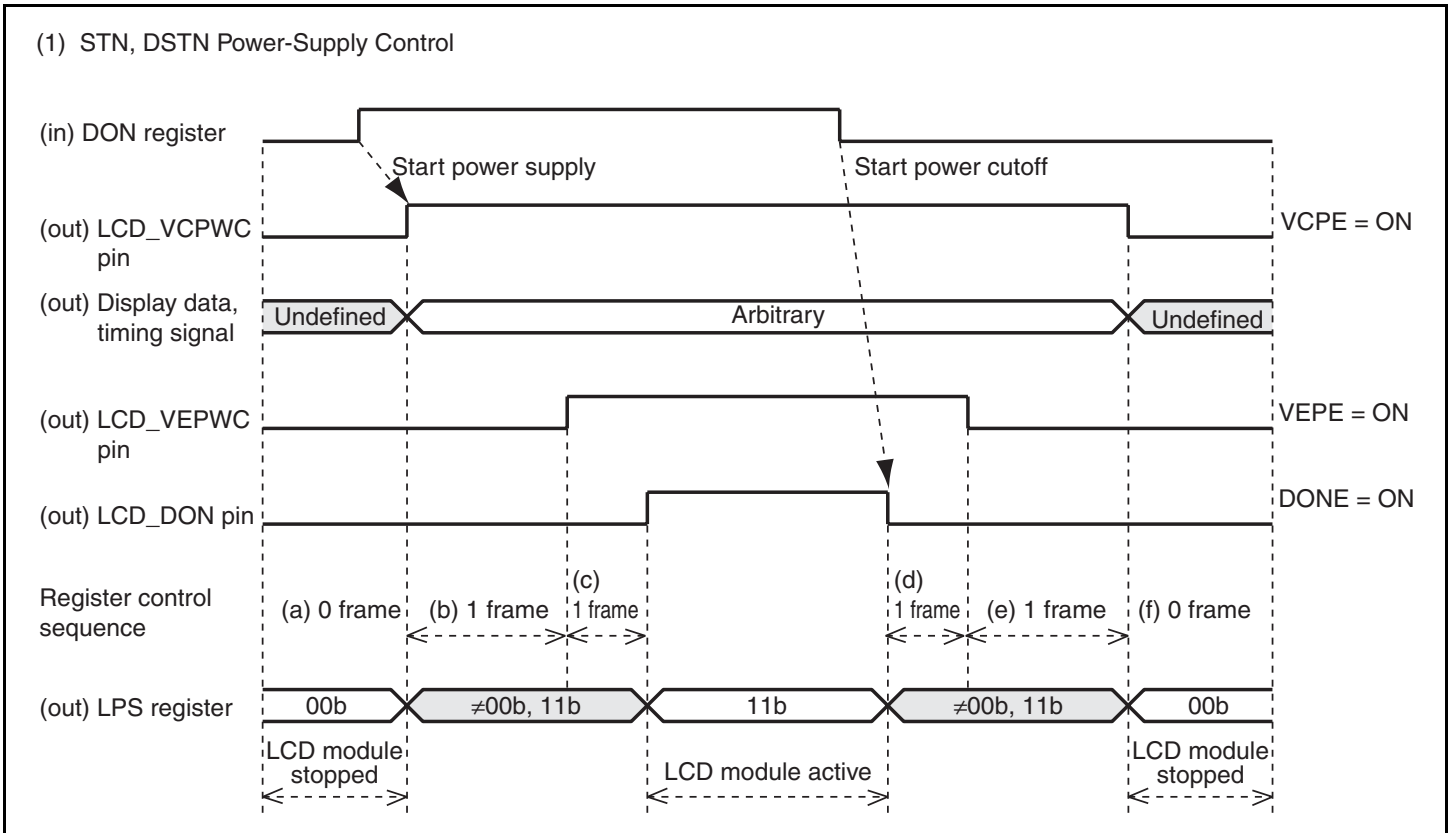 (1) STN, DSTN Power-Supply Control
(in) DON register
Start power supply
Start power cutoff
(out) LCD_VCPWC
pin
VCPE = ON
(out) Display data,
timing signal
Undefined
Arbitrary
Undefined
(out) LCD_VEPWC
pin
VEPE = ON
(out) LCD_DON pin
DONE = ON
Register control
sequence
(a) 0 frame
(b) 1 frame
(c)
1 frame
(d)
1 frame
(e) 1 frame
(f) 0 frame
(out) LPS register
00b
≠00b, 11b
11b
≠00b, 11b
00b
LCD module
stopped
LCD module active
LCD module
stopped